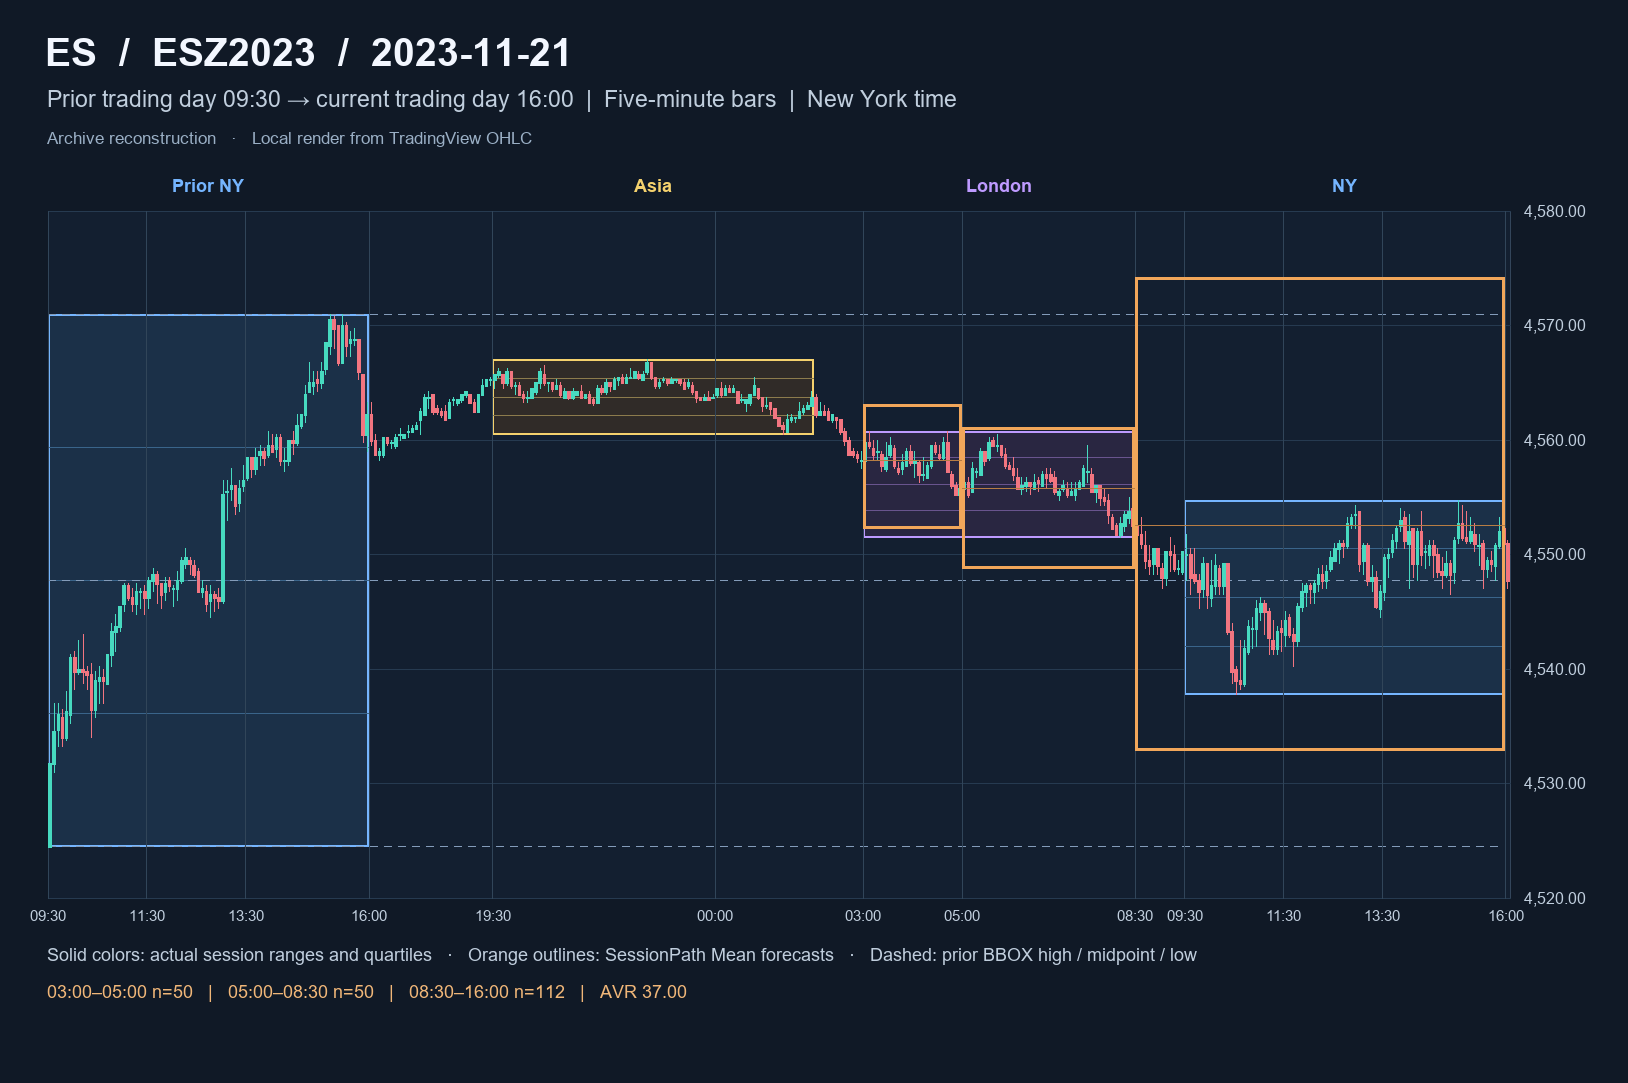 ES / ESZ2023 / 2023-11-21
Prior trading day 09:30 → current trading day 16:00 | Five-minute bars | New York time
Archive reconstruction · Local render from TradingView OHLC
Prior NY Asia London NY
4,580.00
4,570.00
4,560.00
4,550.00
4,540.00
4,530.00
4,520.00
09:30 11:30 13:30 16:00 19:30 00:00 03:00 05:00 08:30 09:30 11:30 13:30 16:00
Solid colors: actual session ranges and quartiles · Orange outlines: SessionPath Mean forecasts · Dashed: prior BBOX high / midpoint / low
03:00–05:00 n=50 | 05:00–08:30 n=50 | 08:30–16:00 n=112 | AVR 37.00